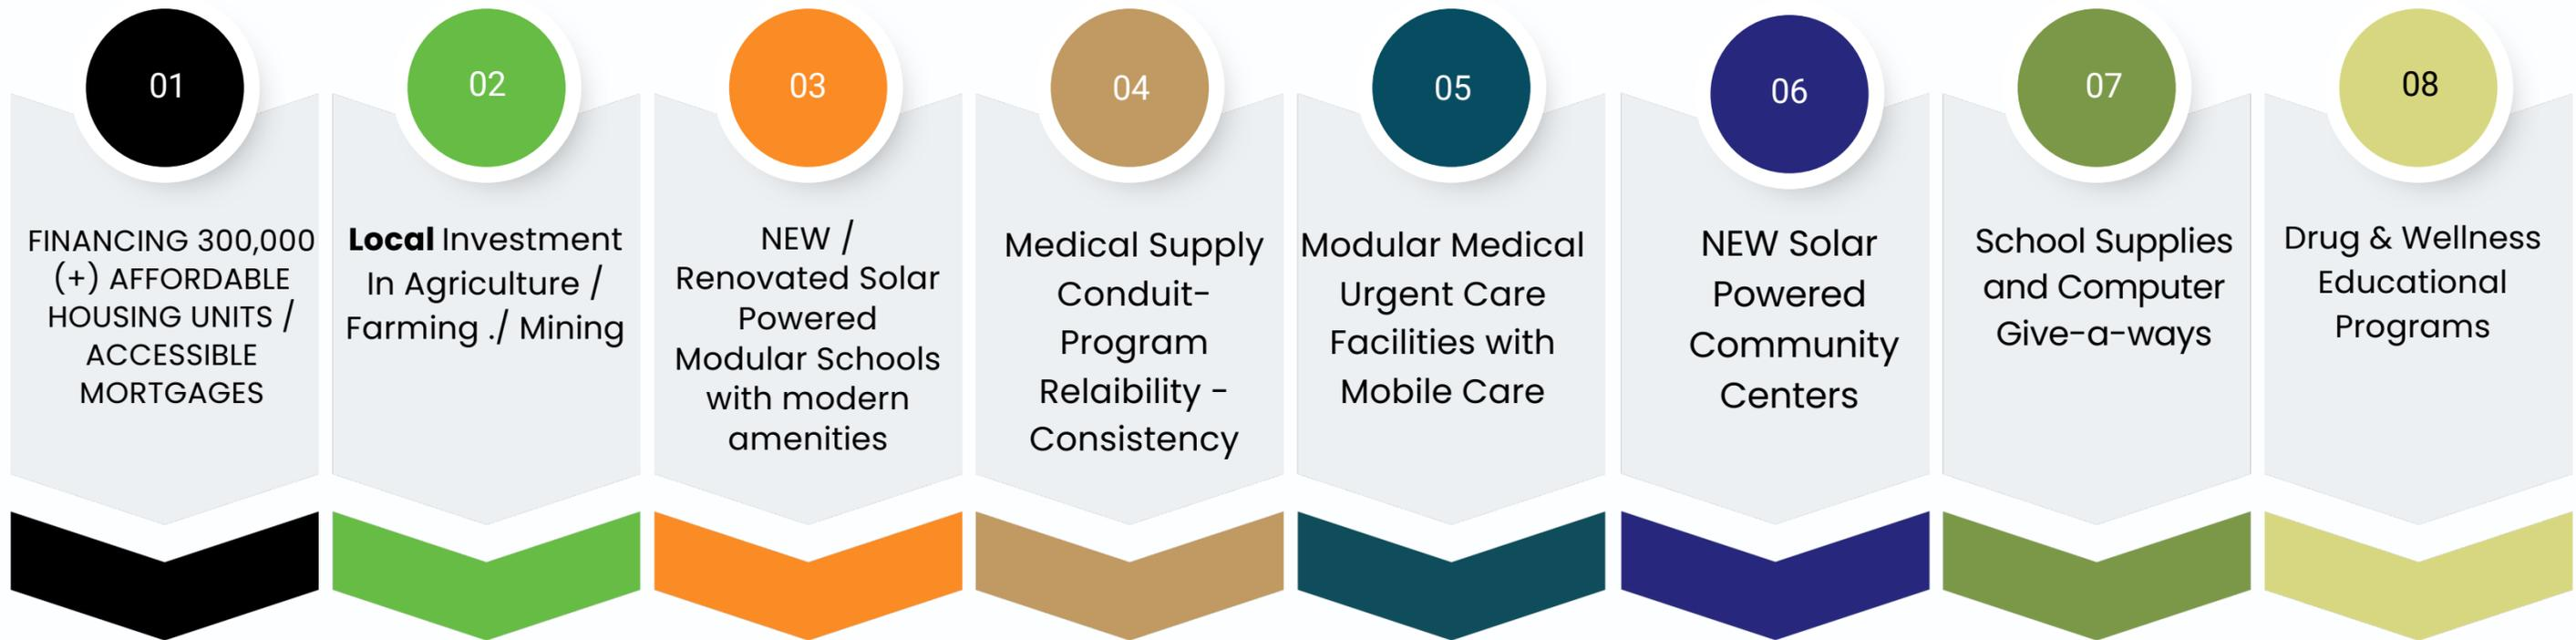 01
FINANCING 300,000
(+) AFFORDABLE
HOUSING UNITS /
ACCESSIBLE
MORTGAGES
02
Local Investment
In Agriculture /
Farming ./ Mining
03
NEW /
Renovated Solar
Powered
Modular Schools
with modern
amenities
04
Medical Supply
Conduit-
Program
Relaibility -
Consistency
05
Modular Medical
Urgent Care
Facilities with
Mobile Care
06
NEW Solar
Powered
Community
Centers
07
School Supplies
and Computer
Give-a-ways
08
Drug & Wellness
Educational
Programs